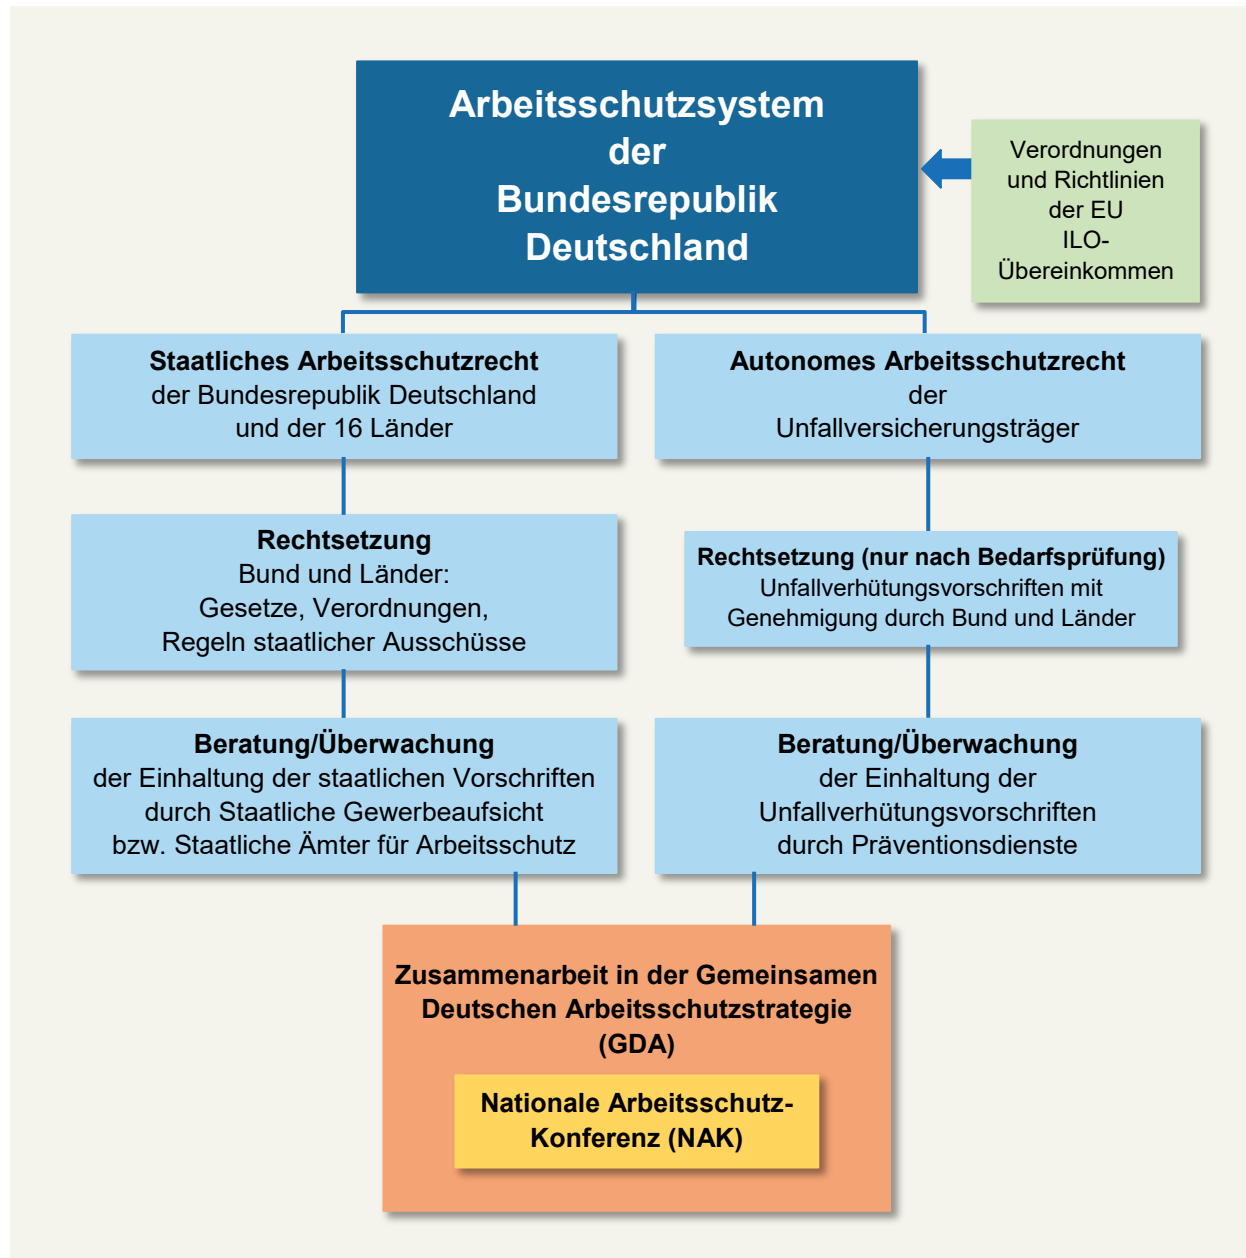 Arbeitsschutzsystem
der
Bundesrepublik
Deutschland
Verordnungen
und Richtlinien
der EU
ILO-
Übereinkommen
Staatliches Arbeitsschutzrecht
der Bundesrepublik Deutschland
und der 16 Länder
Autonomes Arbeitsschutzrecht
der
Unfallversicherungsträger
Rechtsetzung
Bund und Länder:
Gesetze, Verordnungen,
Regeln staatlicher Ausschüsse
Rechtsetzung (nur nach Bedarfsprüfung)
Unfallverhütungsvorschriften mit
Genehmigung durch Bund und Länder
Beratung/Überwachung
der Einhaltung der staatlichen Vorschriften
durch Staatliche Gewerbeaufsicht
bzw. Staatliche Ämter für Arbeitsschutz
Beratung/Überwachung
der Einhaltung der
Unfallverhütungsvorschriften
durch Präventionsdienste
Zusammenarbeit in der Gemeinsamen
Deutschen Arbeitsschutzstrategie
(GDA)
Nationale Arbeitsschutz-
Konferenz (NAK)